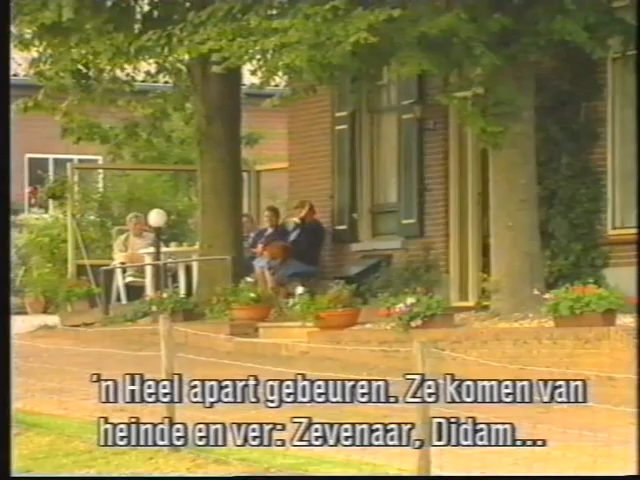 'n Heel apart gebeuren. Ze komen van
heinde en ver: Zevenaar, Didam...